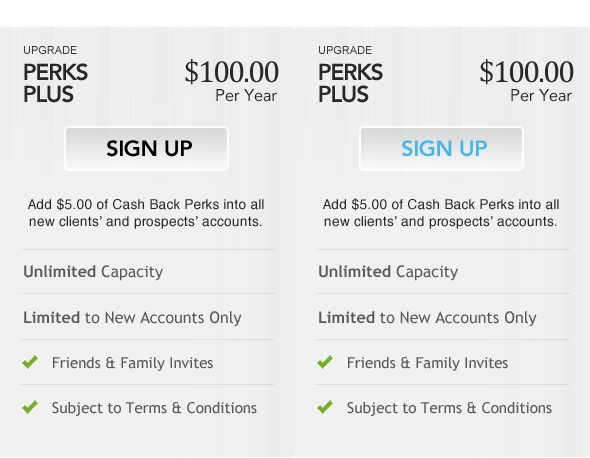 UPGRADE
PERKS
PLUS
$100.00
Per Year
SIGN UP
Add $5.00 of Cash Back Perks into all
new clients’ and prospects’ accounts.
Unlimited Capacity
Limited to New Accounts Only
Friends & Family Invites
Subject to Terms & Conditions
UPGRADE
PERKS
PLUS
$100.00
Per Year
SIGN UP
Add $5.00 of Cash Back Perks into all
new clients’ and prospects’ accounts.
Unlimited Capacity
Limited to New Accounts Only
Friends & Family Invites
Subject to Terms & Conditions